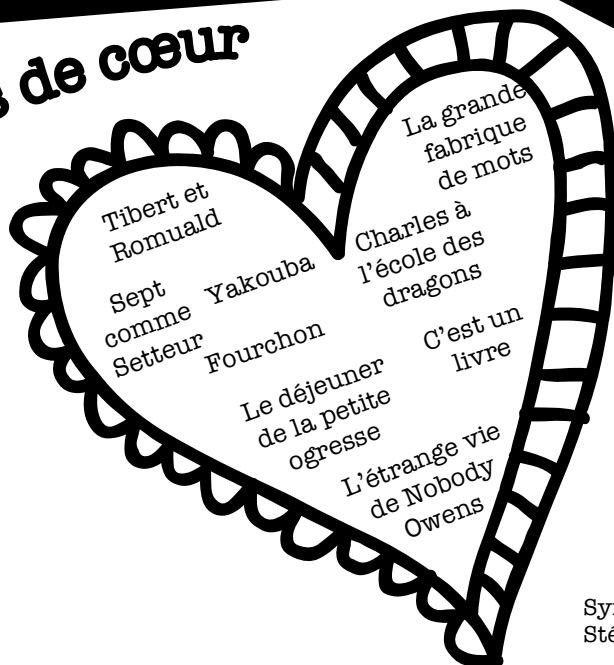 de cœur
Tibert et
Romuald
Sept
comme
Setteur
Yakouba
Fourchon
Le déjeuner
de la petite
ogresse
La grande
fabrique
de mots
Charles à
l'école des
dragons
C'est un
livre
L'étrange vie
de Nobody
Owens